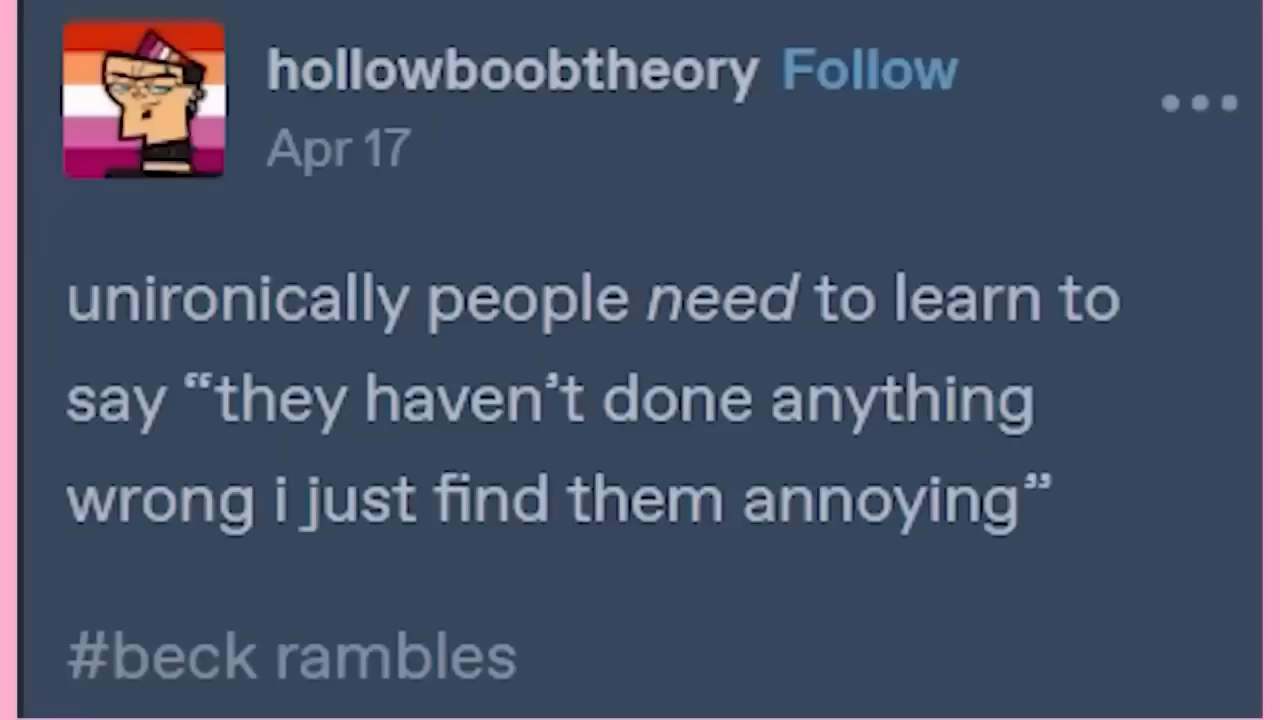 hollowboobtheory Follow
Apr 17
unironically people need to learn to
say “they haven’t done anything
wrong i just find them annoying”
#beck rambles